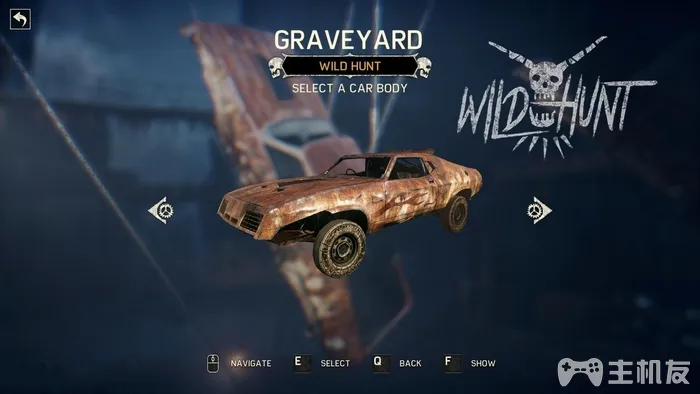 GRAVEYARD
WILD HUNT
SELECT A CAR BODY
WILD HUNT
NAVIGATE
E SELECT
Q BACK
F SHOW
主机友